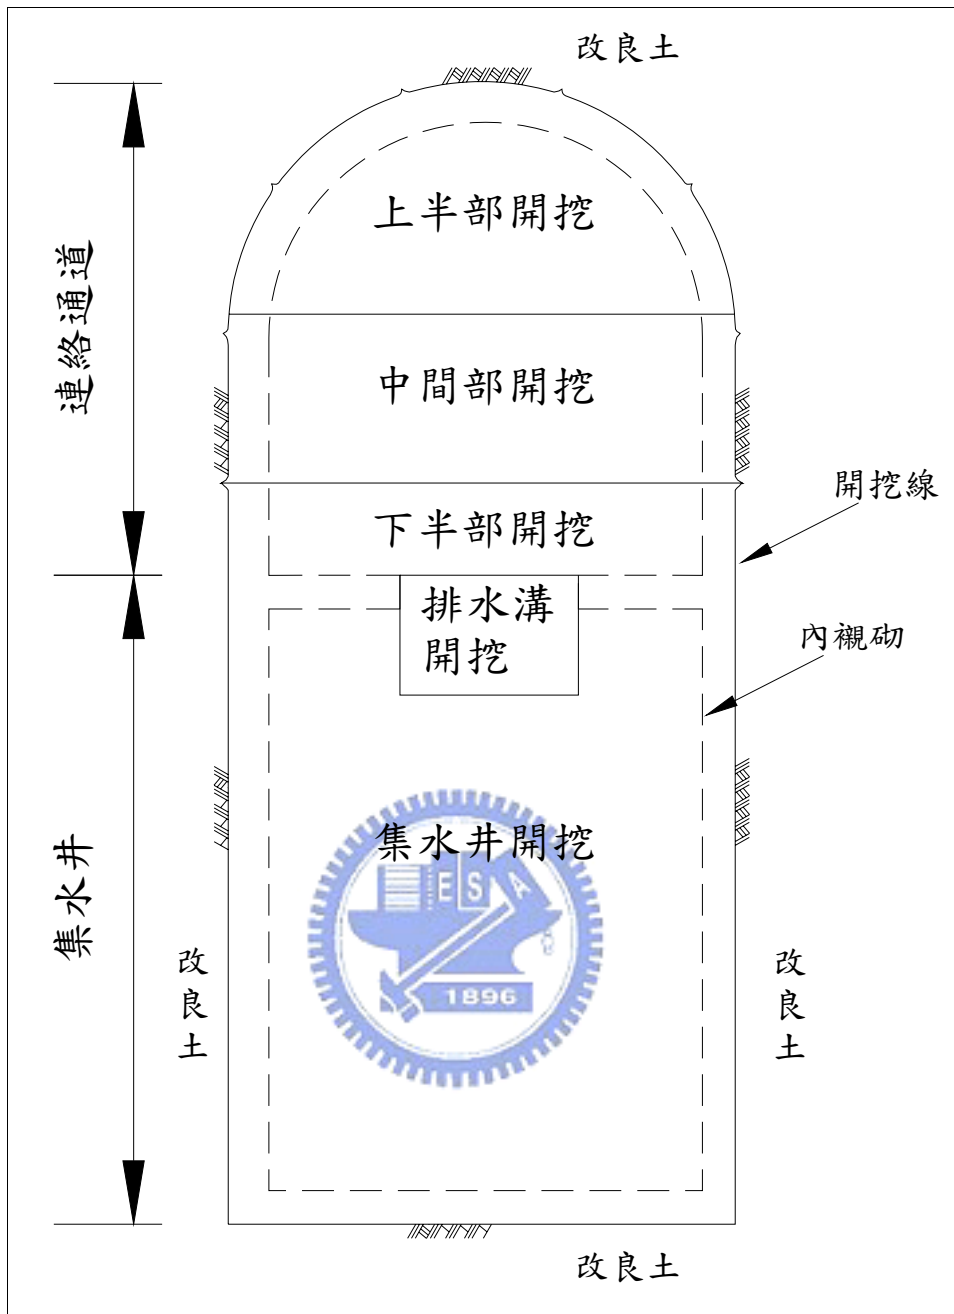 改良土
上半部開挖
連絡通道
中間部開挖
開挖線
下半部開挖
排水溝
開挖
內襯砌
集水井開挖
集水井
ESA
1896
改良土
改良土
改良土